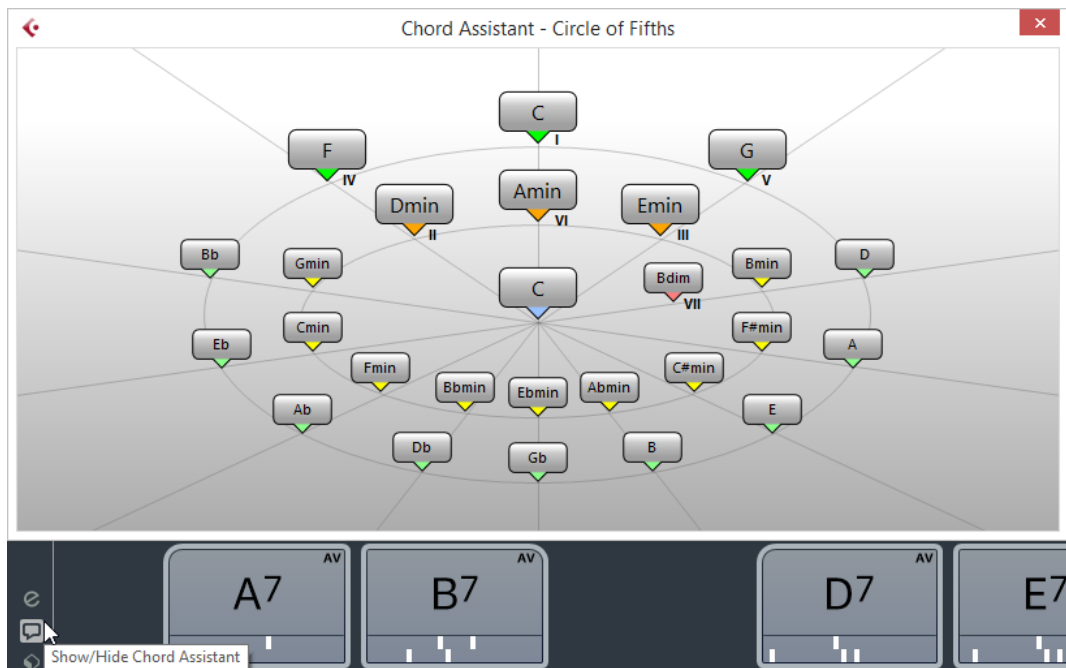 Chord Assistant - Circle of Fifths
C
I
F
IV
G
V
Dmin
II
Amin
VI
Emin
III
Bb
Gmin
C
Bdim
VII
Bmin
D
Eb
Cmin
F#min
A
Fmin
Bbmin
Ebmin
Abmin
C#min
Ab
Db
Gb
B
E
AV
A7
AV
B7
AV
D7
E7
e
Show/Hide Chord Assistant